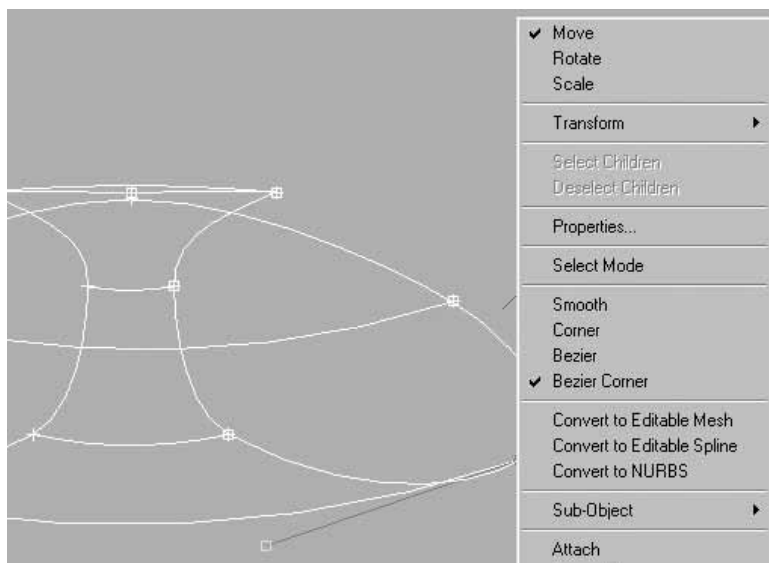 Move
Rotate
Scale
Transform
Select Children
Deselect Children
Properties...
Select Mode
Smooth
Corner
Bezier
Bezier Corner
Convert to Editable Mesh
Convert to Editable Spline
Convert to NURBS
Sub-Object
Attach